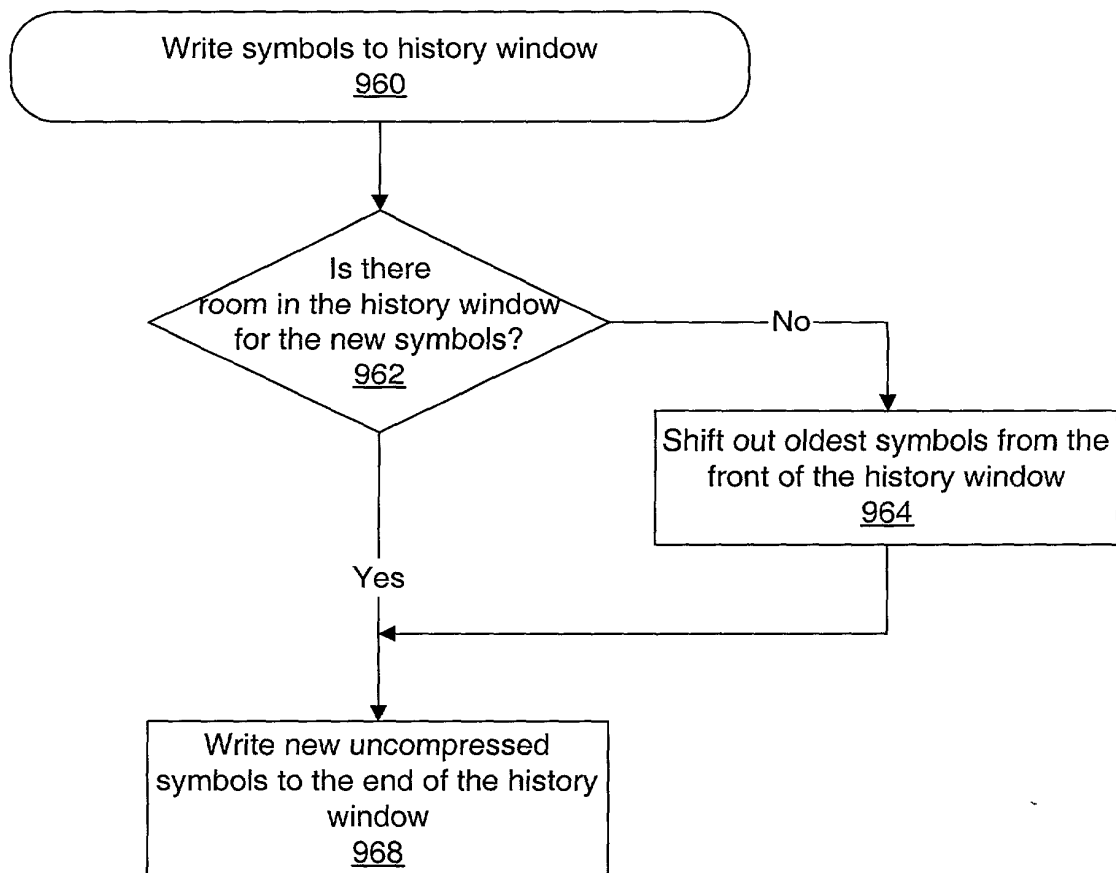 Write symbols to history window
960
Is there
room in the history window
for the new symbols?
962
No
Shift out oldest symbols from the
front of the history window
964
Yes
Write new uncompressed
symbols to the end of the history
window
968